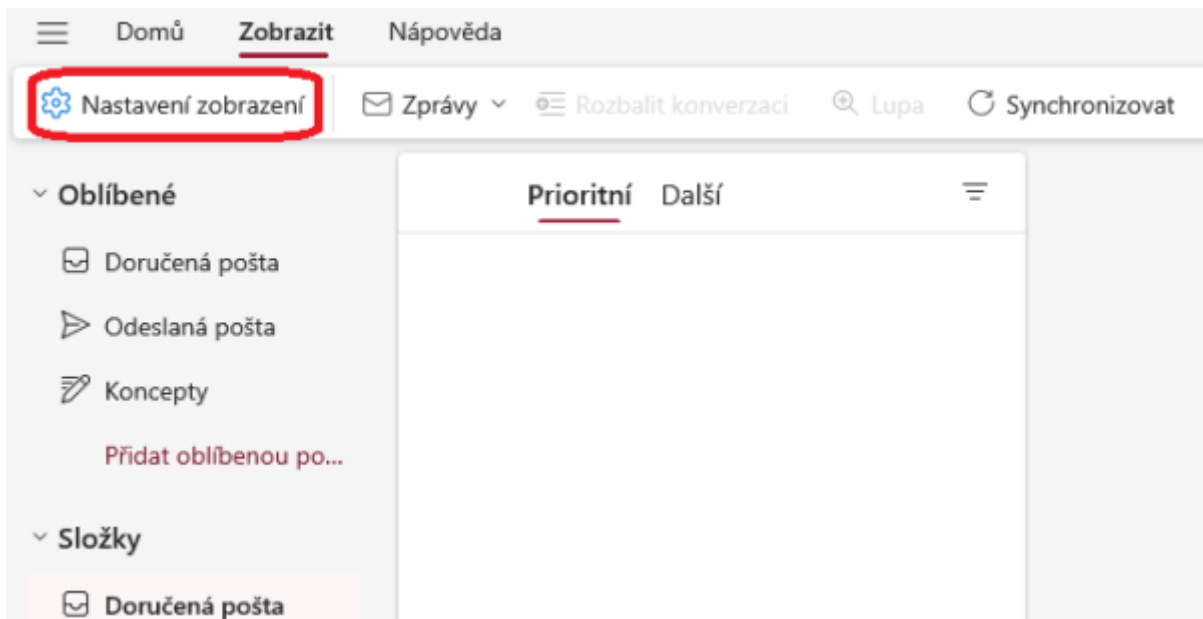 Domů Zobrazit Nápověda
Nastavení zobrazení Zprávy Rozbalit konverzaci Lupa Synchronizovat
Oblíbené
Prioritní Další
Doručená pošta
Odeslaná pošta
Koncepty
Přidat oblíbenou po...
Složky
Doručená pošta